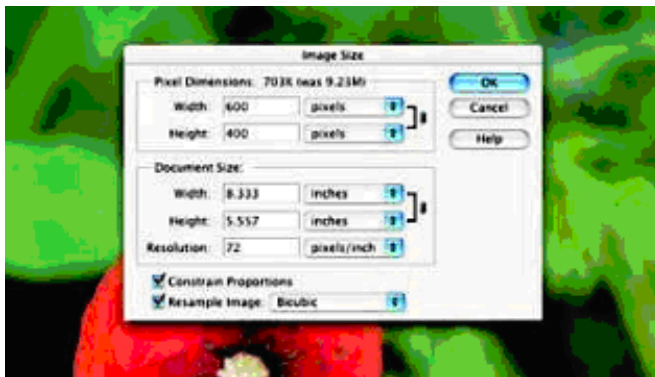 Image Size
Pixel Dimensions: 703K (was 9.23M)
OK
Width: 600 pixels
Cancel
Height: 400 pixels
Help
Document Size:
Width: 8.333 inches
Height: 5.557 inches
Resolution: 72 pixels/inch
Constrain Proportions
Resample Image: Bicubic